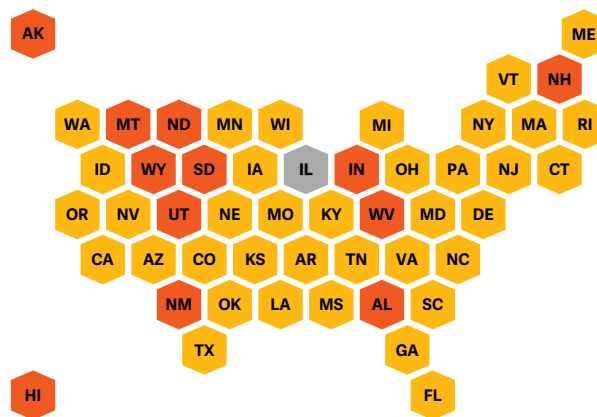 AK
ME
VT NH
WA MT ND MN WI MI NY MA RI
ID WY SD IA IL IN OH PA NJ CT
OR NV UT NE MO KY WV MD DE
CA AZ CO KS AR TN VA NC
NM OK LA MS AL SC
TX GA
HI FL